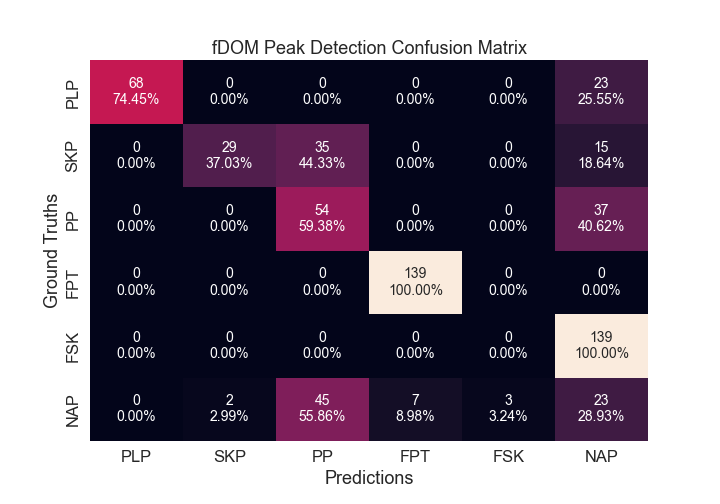 fDOM Peak Detection Confusion Matrix
Ground Truths
PLP
68 0 0 0 0 23
74.45% 0.00% 0.00% 0.00% 0.00% 25.55%
SKP
0 29 35 0 0 15
0.00% 37.03% 44.33% 0.00% 0.00% 18.64%
PP
0 0 54 0 0 37
0.00% 0.00% 59.38% 0.00% 0.00% 40.62%
FPT
0 0 0 139 0 0
0.00% 0.00% 0.00% 100.00% 0.00% 0.00%
FSK
0 0 0 0 0 139
0.00% 0.00% 0.00% 0.00% 0.00% 100.00%
NAP
0 2 45 7 3 23
0.00% 2.99% 55.86% 8.98% 3.24% 28.93%
PLP SKP PP FPT FSK NAP
Predictions